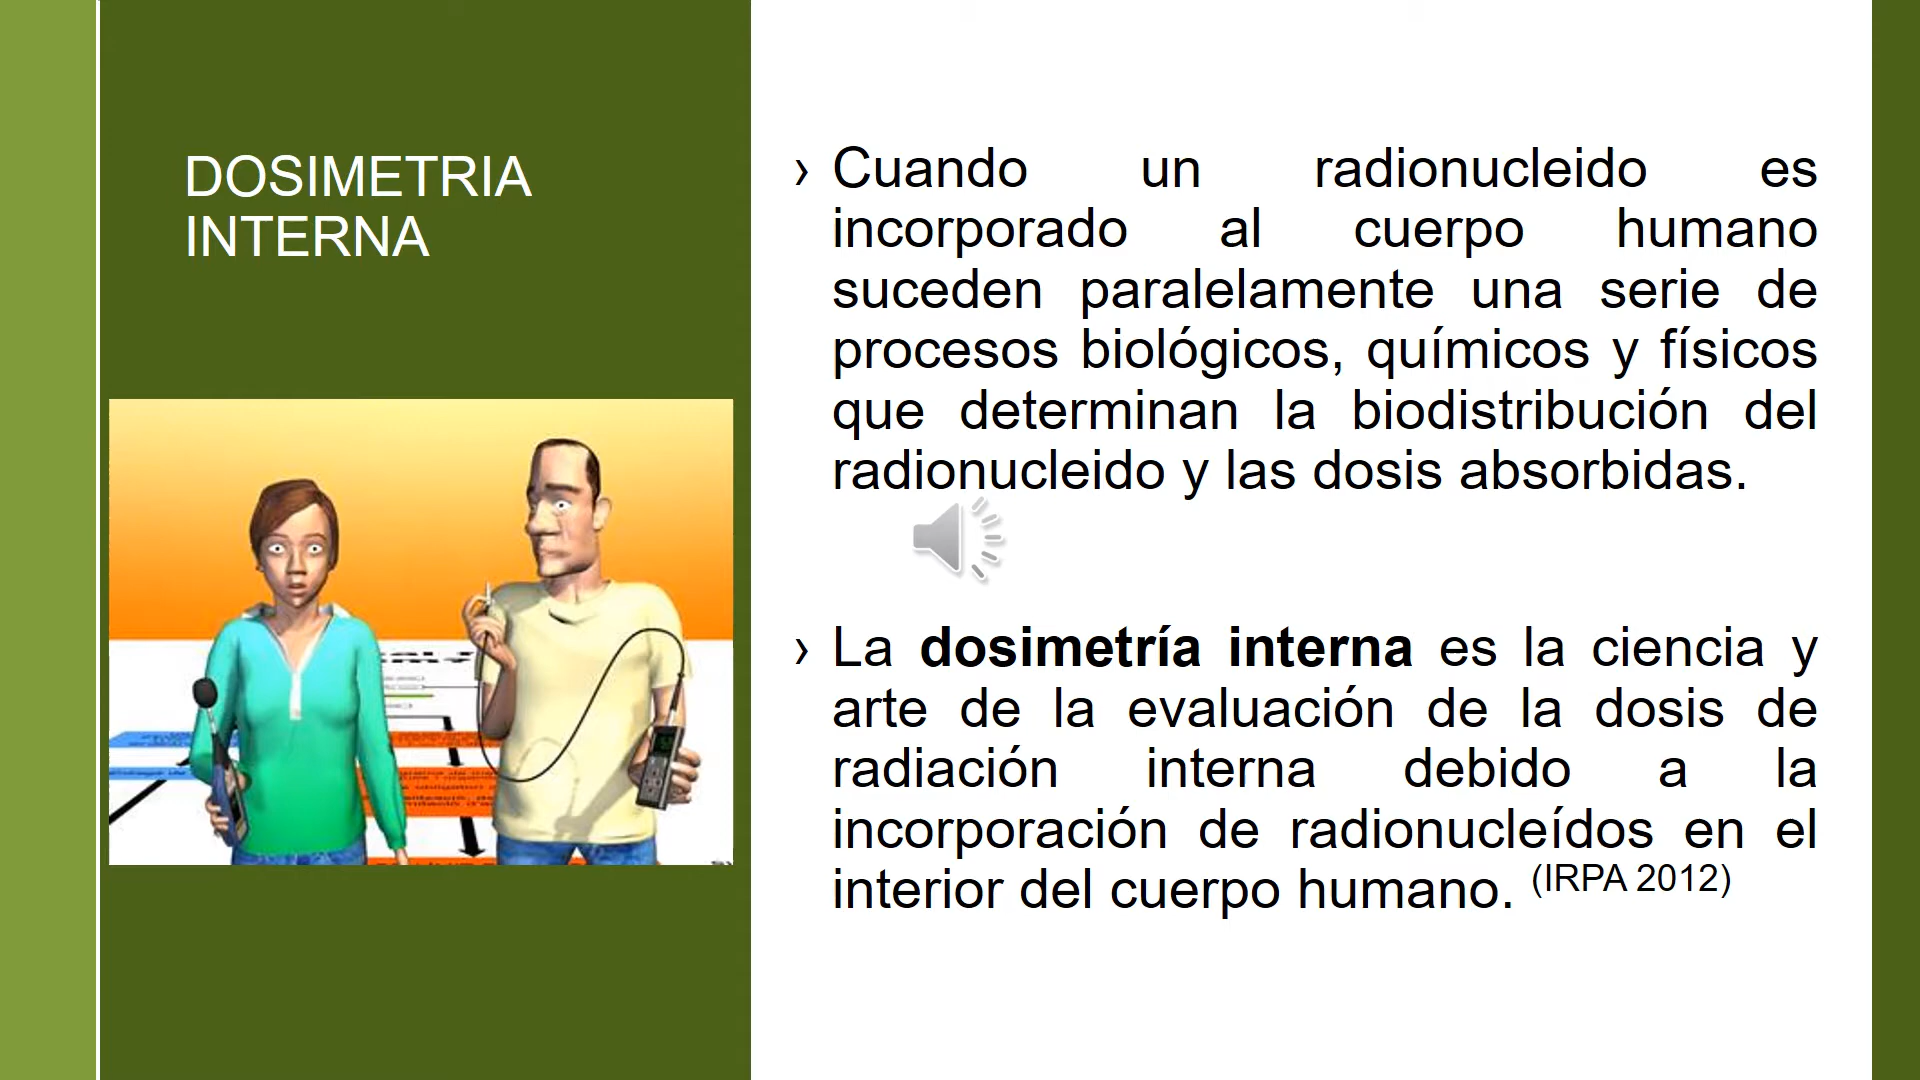 DOSIMETRIA
INTERNA
› Cuando un radionucleido es
incorporado al cuerpo humano
suceden paralelamente una serie de
procesos biológicos, químicos y físicos
que determinan la biodistribución del
radionucleido y las dosis absorbidas.
› La dosimetría interna es la ciencia y
arte de la evaluación de la dosis de
radiación interna debido a la
incorporación de radionucleídos en el
interior del cuerpo humano. (IRPA 2012)